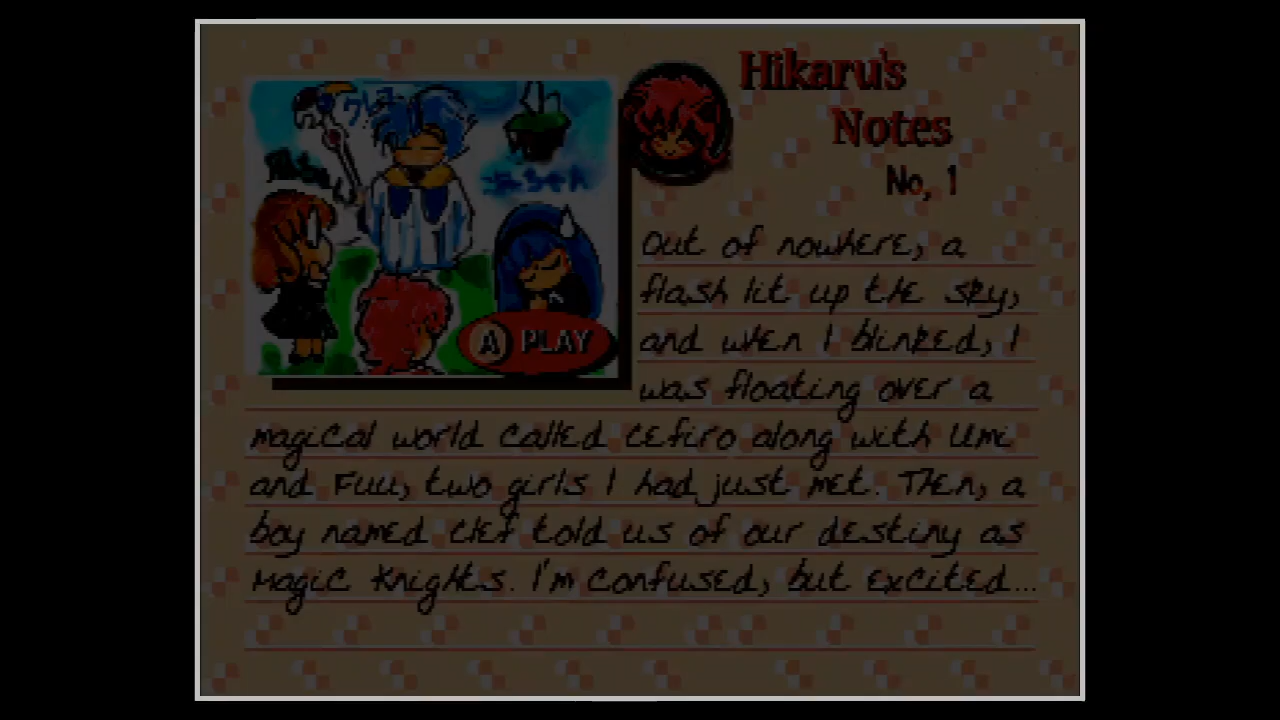 Hikaru's
Notes
No, 1
Out of nowhere, a
flash lit up the sky,
and when I blinked, I
was floating over a
magical world called Cefiro along with Umi
and Fuu, two girls I had just met. Then, a
boy named Clef told us of our destiny as
Magic Knights. I'm confused, but excited...
A PLAY